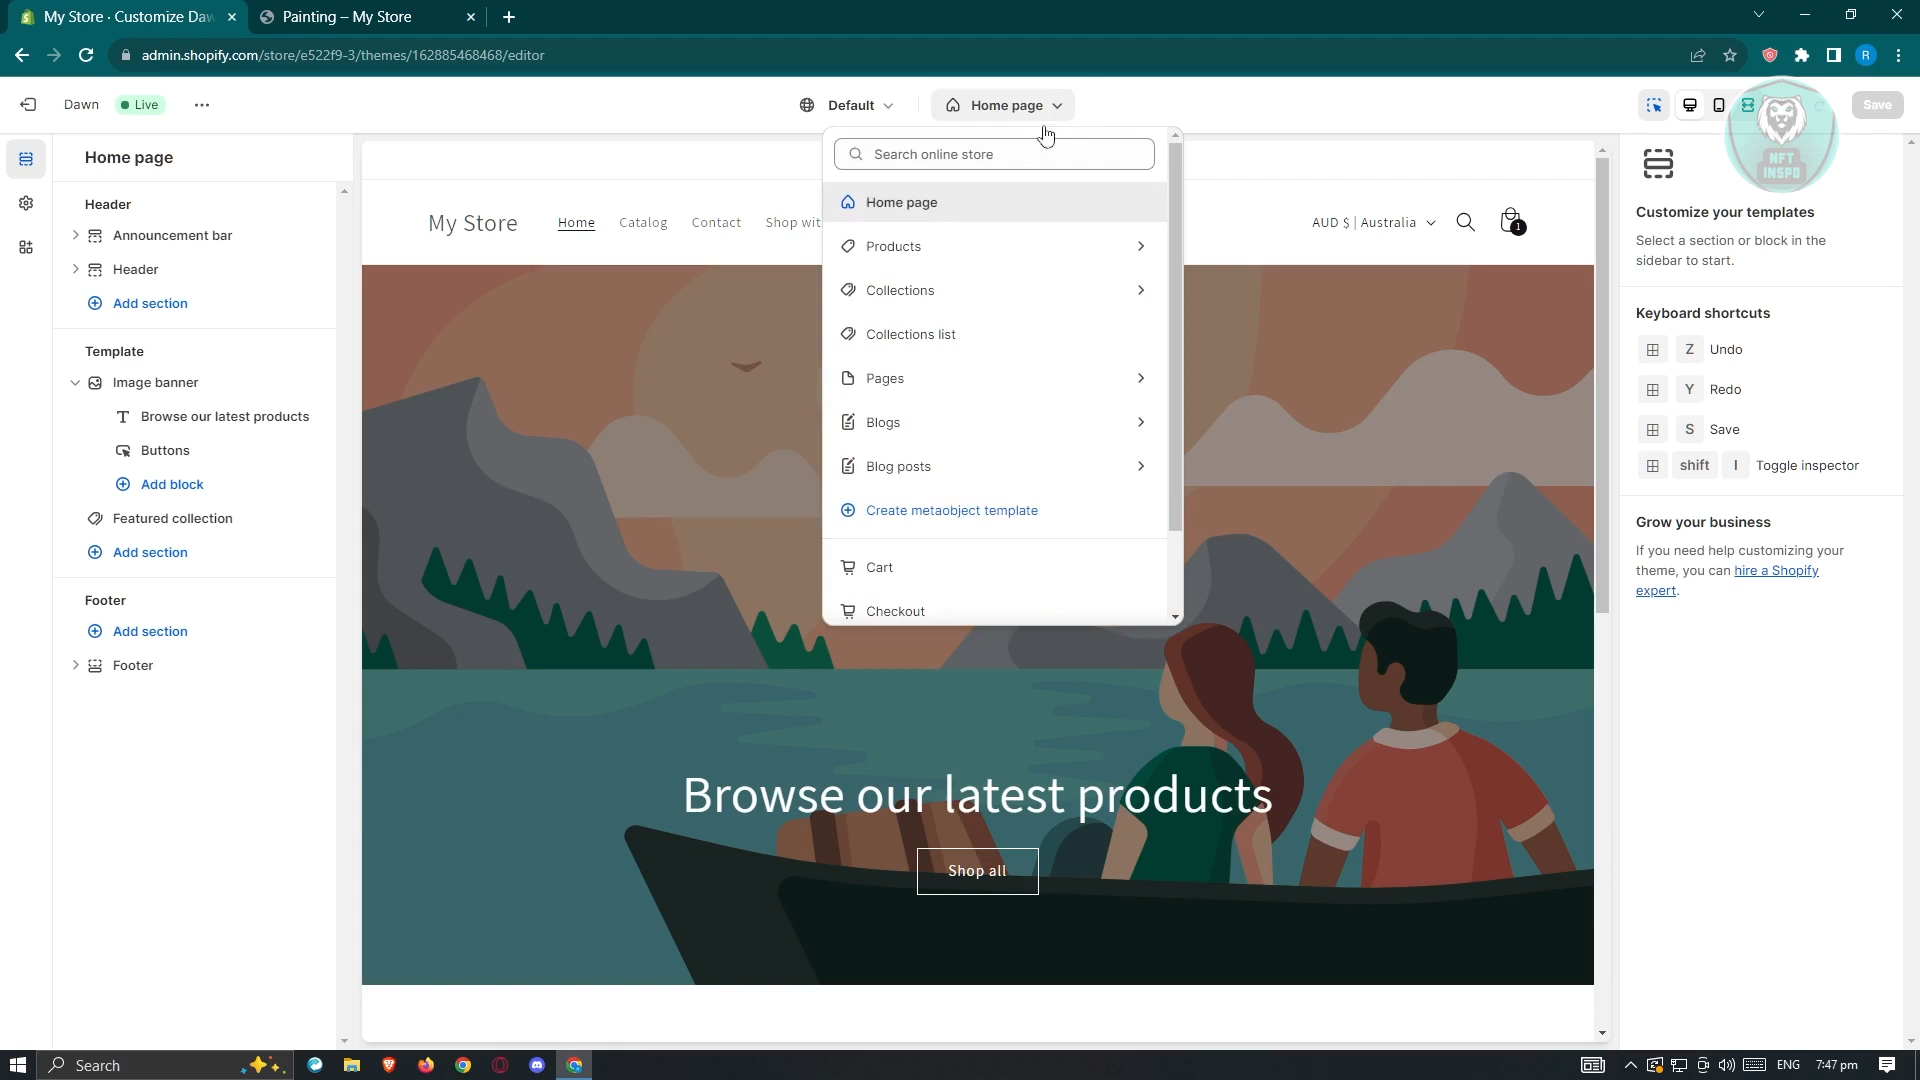 My Store · Customize Daw
Painting – My Store
admin.shopify.com/store/e522f9-3/themes/162885468468/editor
R
Dawn
Live
Default
Home page
Save
NFT
INSPO
Home page
Header
Announcement bar
Header
Add section
Template
Image banner
Browse our latest products
Buttons
Add block
Featured collection
Add section
Footer
Add section
Footer
My Store
Home
Catalog
Contact
Shop wit
AUD $ | Australia
1
Search online store
Home page
Products
Collections
Collections list
Pages
Blogs
Blog posts
Create metaobject template
Cart
Checkout
Browse our latest products
Shop all
Customize your templates
Select a section or block in the
sidebar to start.
Keyboard shortcuts
Z Undo
Y Redo
S Save
shift I Toggle inspector
Grow your business
If you need help customizing your
theme, you can hire a Shopify
expert.
Search
ENG
7:47 pm